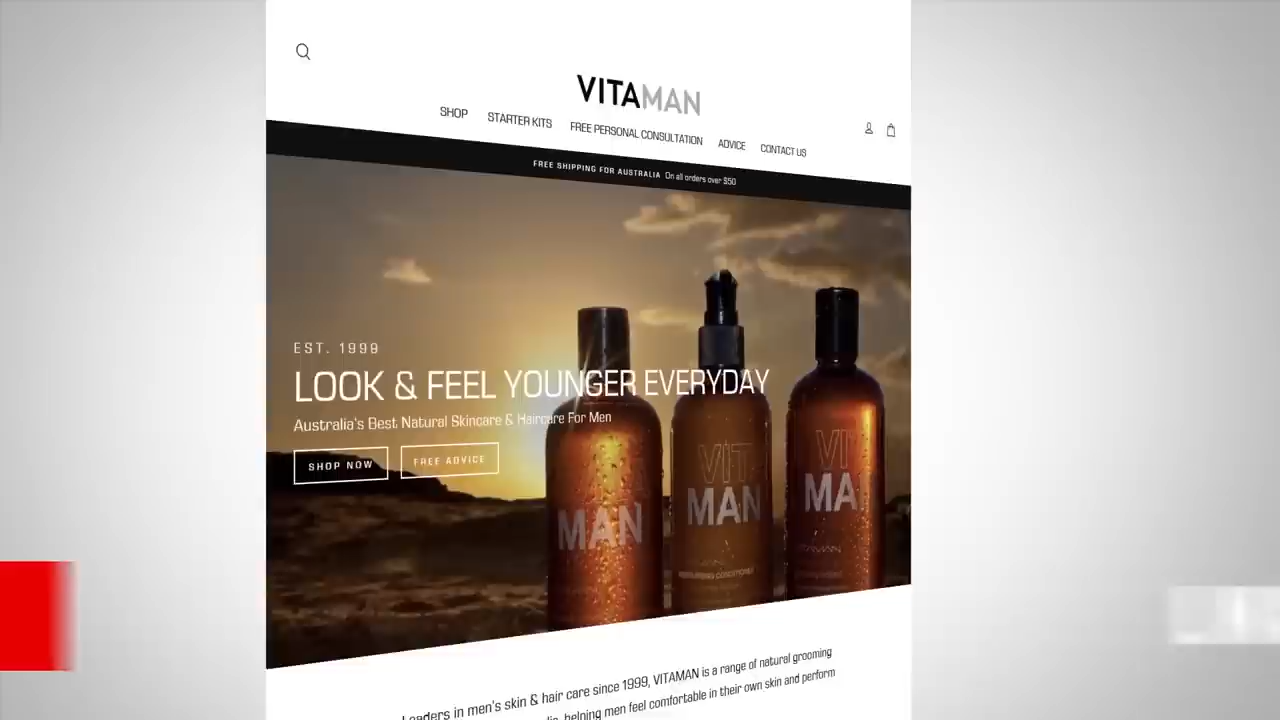 VITAMAN
SHOP STARTER KITS FREE PERSONAL CONSULTATION ADVICE CONTACT US
FREE SHIPPING FOR AUSTRALIA On all orders over $50
EST. 1999
LOOK & FEEL YOUNGER EVERYDAY
Australia's Best Natural Skincare & Haircare For Men
SHOP NOW FREE ADVICE
MAN
VIT
MAN
VI
MA
Leaders in men's skin & hair care since 1999, VITAMAN is a range of natural grooming
helping men feel comfortable in their own skin and perform